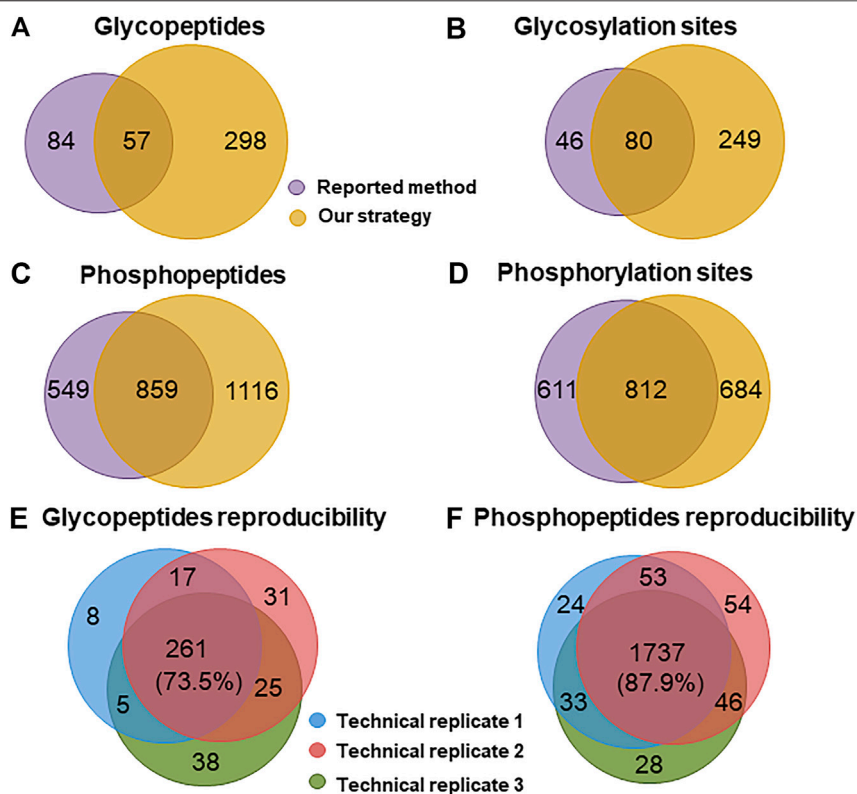 A Glycopeptides
84 57 298
B Glycosylation sites
46 80 249
Reported method
Our strategy
C Phosphopeptides
549 859 1116
D Phosphorylation sites
611 812 684
E Glycopeptides reproducibility
17
8
31
261
(73.5%)
25
5
38
Technical replicate 1
Technical replicate 2
Technical replicate 3
F Phosphopeptides reproducibility
53
24
54
1737
(87.9%)
33
46
28